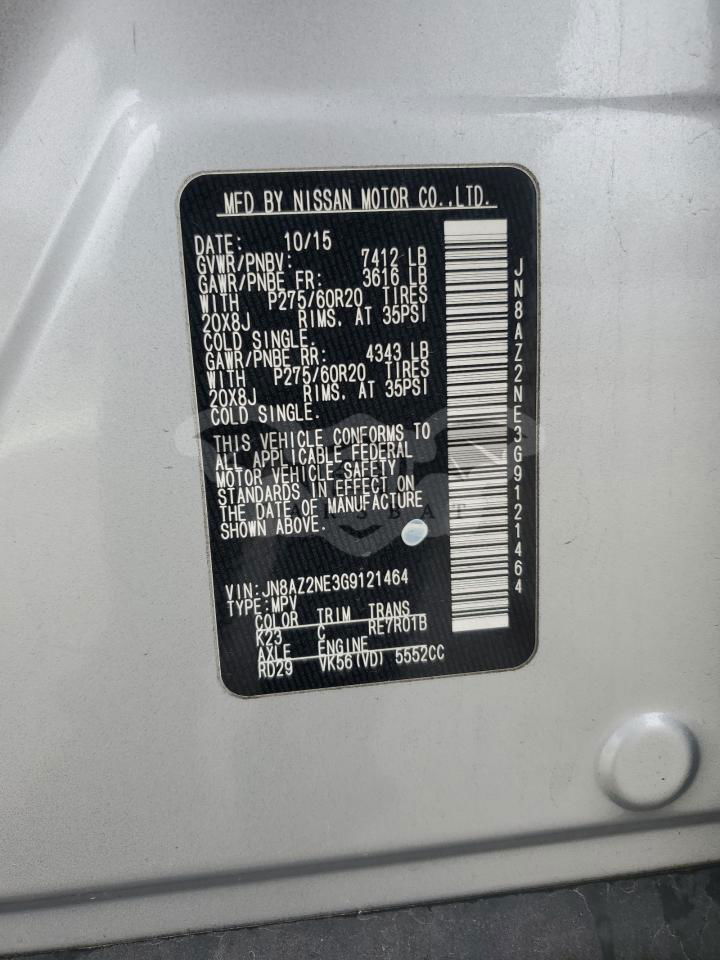 MFD BY NISSAN MOTOR CO.,LTD.
DATE: 10/15
GVWR/PNBV: 7412 LB
GAWR/PNBE FR: 3616 LB
WITH P275/60R20 TIRES
20X8J RIMS, AT 35PSI
COLD SINGLE.
GAWR/PNBE RR: 4343 LB
WITH P275/60R20 TIRES
20X8J RIMS, AT 35PSI
COLD SINGLE.
THIS VEHICLE CONFORMS TO
ALL APPLICABLE FEDERAL
MOTOR VEHICLE SAFETY
STANDARDS IN EFFECT ON
THE DATE OF MANUFACTURE
SHOWN ABOVE.
VIN:JN8AZ2NE3G9121464
TYPE:MPV
COLOR TRIM TRANS
K23 C RE7R01B
AXLE ENGINE
RD29 VK56(VD) 5552CC
JN8AZ2NE3G9121464